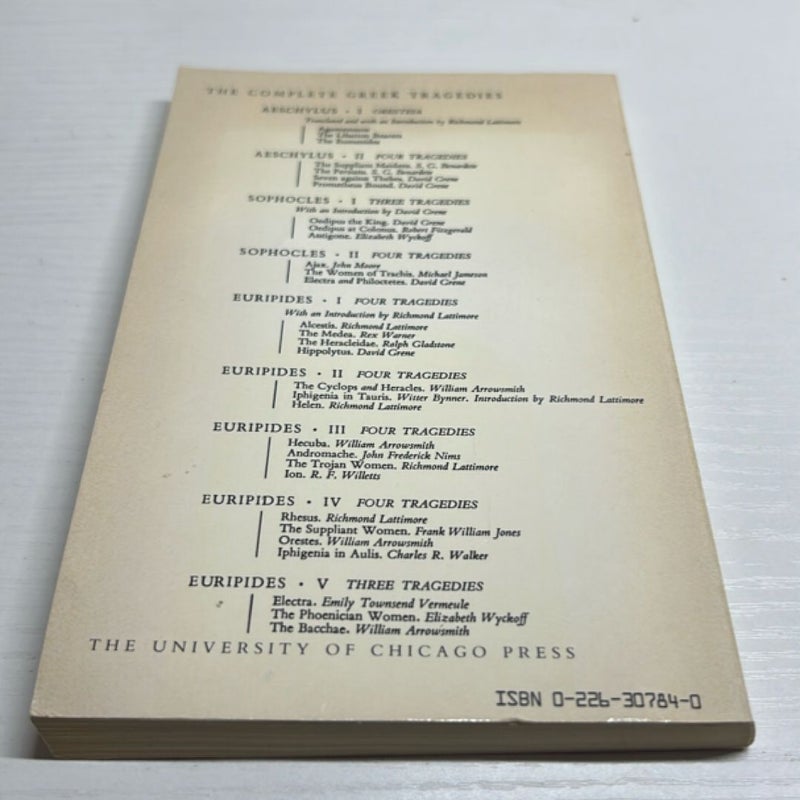 THE COMPLETE GREEK TRAGEDIES
AESCHYLUS · I ORESTEIA
Translated and with an Introduction by Richmond Lattimore
Agamemnon
The Libation Bearers
The Eumenides
AESCHYLUS · II FOUR TRAGEDIES
The Suppliant Maidens. S. G. Benardete
The Persians. S. G. Benardete
Seven against Thebes. David Grene
Prometheus Bound. David Grene
SOPHOCLES · I THREE TRAGEDIES
With an Introduction by David Grene
Oedipus the King. David Grene
Oedipus at Colonus. Robert Fitzgerald
Antigone. Elizabeth Wyckoff
SOPHOCLES · II FOUR TRAGEDIES
Ajax. John Moore
The Women of Trachis. Michael Jameson
Electra and Philoctetes. David Grene
EURIPIDES · I FOUR TRAGEDIES
With an Introduction by Richmond Lattimore
Alcestis. Richmond Lattimore
The Medea. Rex Warner
The Heracleidae. Ralph Gladstone
Hippolytus. David Grene
EURIPIDES · II FOUR TRAGEDIES
The Cyclops and Heracles. William Arrowsmith
Iphigenia in Tauris. Witter Bynner. Introduction by Richmond Lattimore
Helen. Richmond Lattimore
EURIPIDES · III FOUR TRAGEDIES
Hecuba. William Arrowsmith
Andromache. John Frederick Nims
The Trojan Women. Richmond Lattimore
Ion. R. F. Willetts
EURIPIDES · IV FOUR TRAGEDIES
Rhesus. Richmond Lattimore
The Suppliant Women. Frank William Jones
Orestes. William Arrowsmith
Iphigenia in Aulis. Charles R. Walker
EURIPIDES · V THREE TRAGEDIES
Electra. Emily Townsend Vermeule
The Phoenician Women. Elizabeth Wyckoff
The Bacchae. William Arrowsmith
THE UNIVERSITY OF CHICAGO PRESS
ISBN 0-226-30784-0